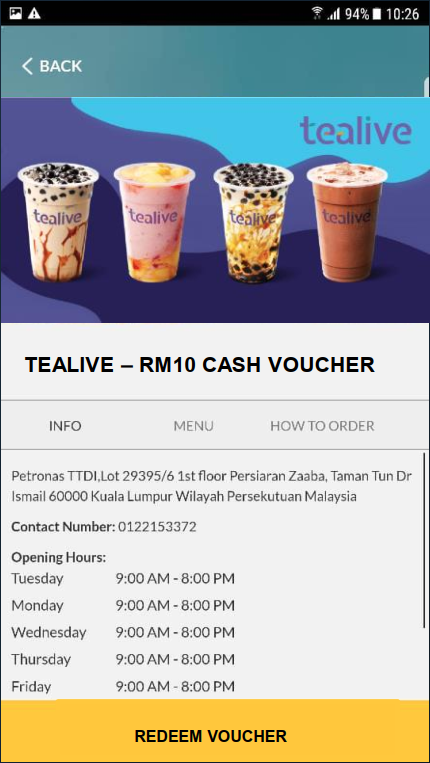 94% 10:26
BACK
tealive
tealive tealive tealive tealive
TEALIVE – RM10 CASH VOUCHER
INFO MENU HOW TO ORDER
Petronas TTDI,Lot 29395/6 1st floor Persiaran Zaaba, Taman Tun Dr
Ismail 60000 Kuala Lumpur Wilayah Persekutuan Malaysia
Contact Number: 0122153372
Opening Hours:
Tuesday 9:00 AM - 8:00 PM
Monday 9:00 AM - 8:00 PM
Wednesday 9:00 AM - 8:00 PM
Thursday 9:00 AM - 8:00 PM
Friday 9:00 AM - 8:00 PM
REDEEM VOUCHER